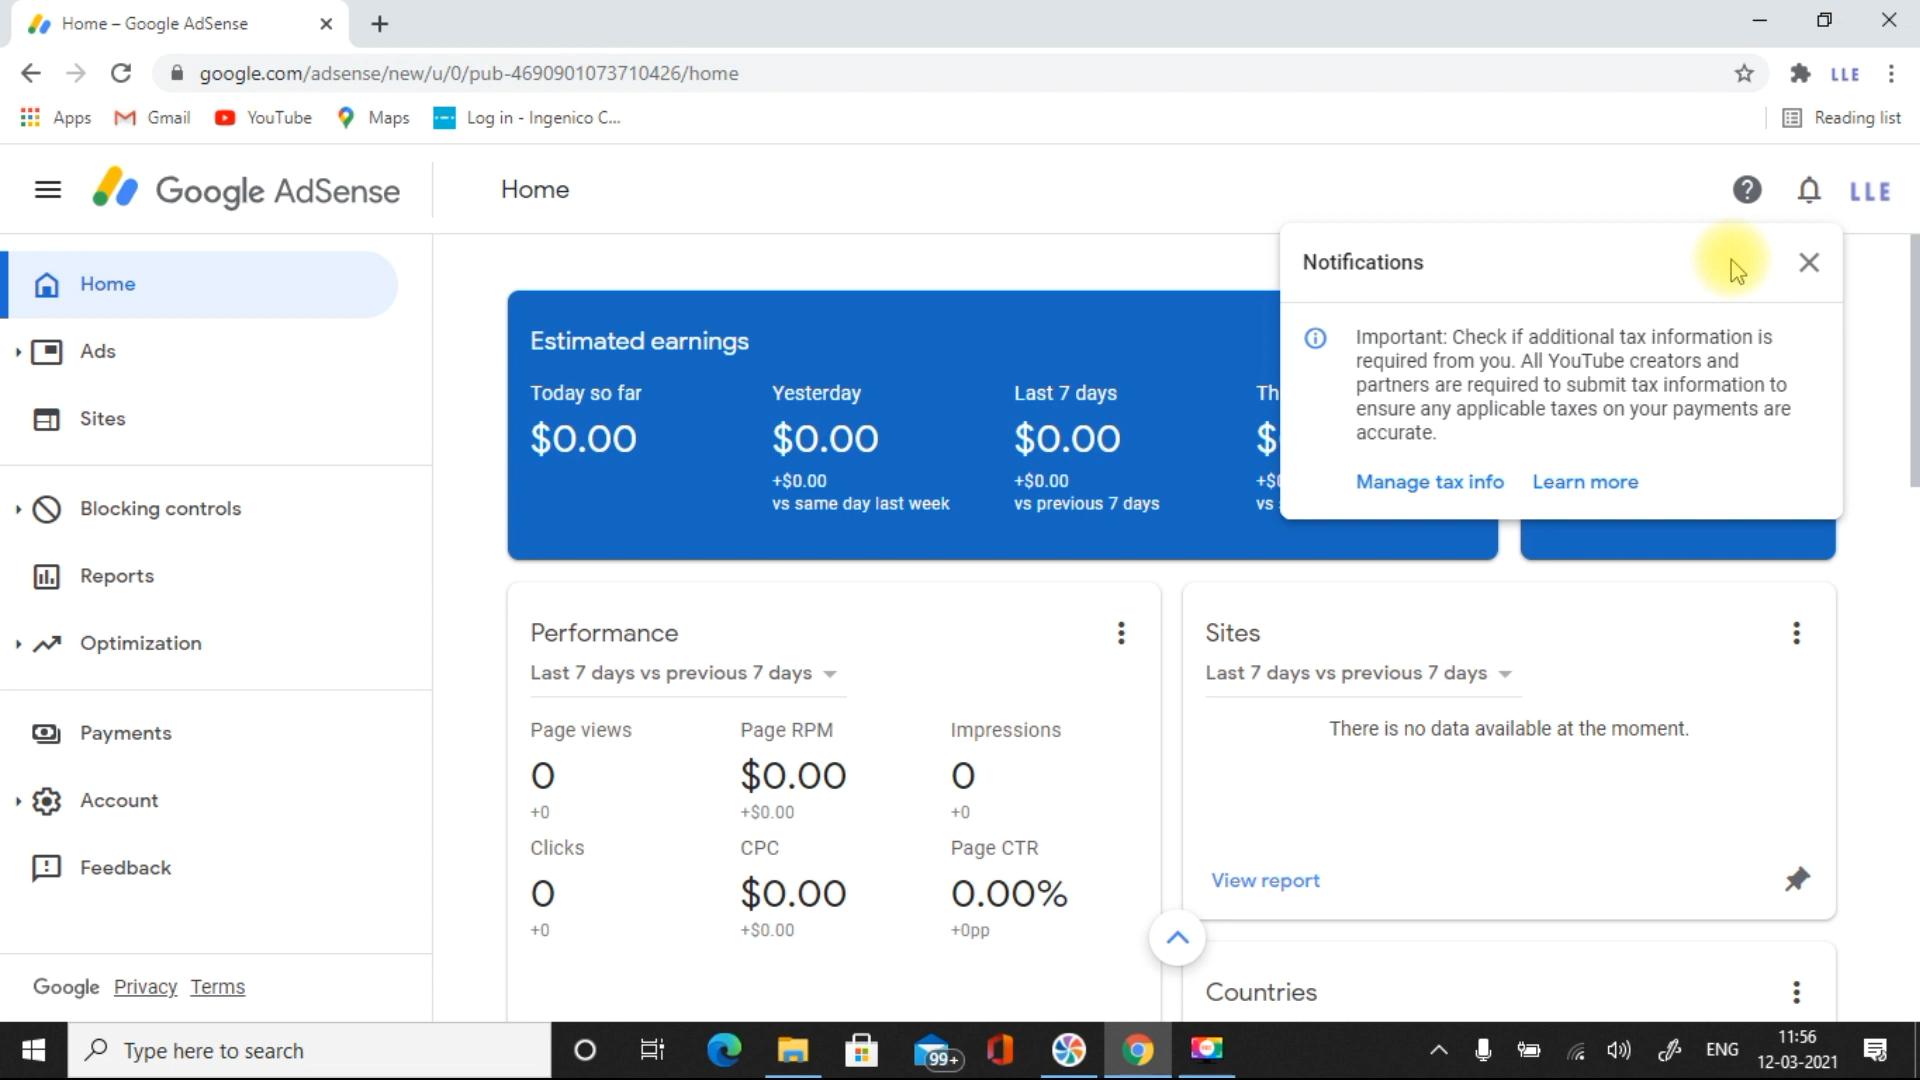 Home – Google AdSense
google.com/adsense/new/u/0/pub-4690901073710426/home
LLE
Apps
Gmail
YouTube
Maps
Log in - Ingenico C...
Reading list
Google AdSense
Home
LLE
Home
Ads
Sites
Blocking controls
Reports
Optimization
Payments
Account
Feedback
Google Privacy Terms
Estimated earnings
Today so far
$0.00
Yesterday
$0.00
+$0.00
vs same day last week
Last 7 days
$0.00
+$0.00
vs previous 7 days
Th
$
+$
vs
Notifications
Important: Check if additional tax information is
required from you. All YouTube creators and
partners are required to submit tax information to
ensure any applicable taxes on your payments are
accurate.
Manage tax info Learn more
Performance
Last 7 days vs previous 7 days
Page views
0
+0
Page RPM
$0.00
+$0.00
Impressions
0
+0
Clicks
0
+0
CPC
$0.00
+$0.00
Page CTR
0.00%
+0pp
Sites
Last 7 days vs previous 7 days
There is no data available at the moment.
View report
Countries
Type here to search
99+
ENG
11:56
12-03-2021